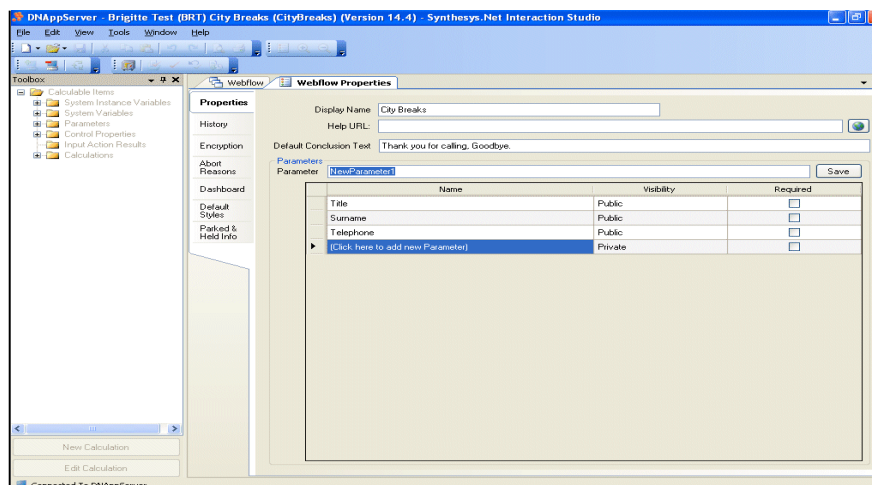 DNAppServer - Brigitte Test (BRT) City Breaks (CityBreaks) (Version 14.4) - Synthesys.Net Interaction Studio
File Edit View Tools Window Help
Toolbox
Calculable Items
System Instance Variables
System Variables
Parameters
Control Properties
Input Action Results
Calculations
New Calculation
Edit Calculation
Webflow Webflow Properties
Properties
History
Encryption
Abort
Reasons
Dashboard
Default
Styles
Parked &
Held Info
Display Name City Breaks
Help URL:
Default Conclusion Text Thank you for calling, Goodbye.
Parameters
Parameter NewParameter1 Save
Name Visibility Required
Title Public
Surname Public
Telephone Public
(Click here to add new Parameter) Private
Connected To DNAppServer